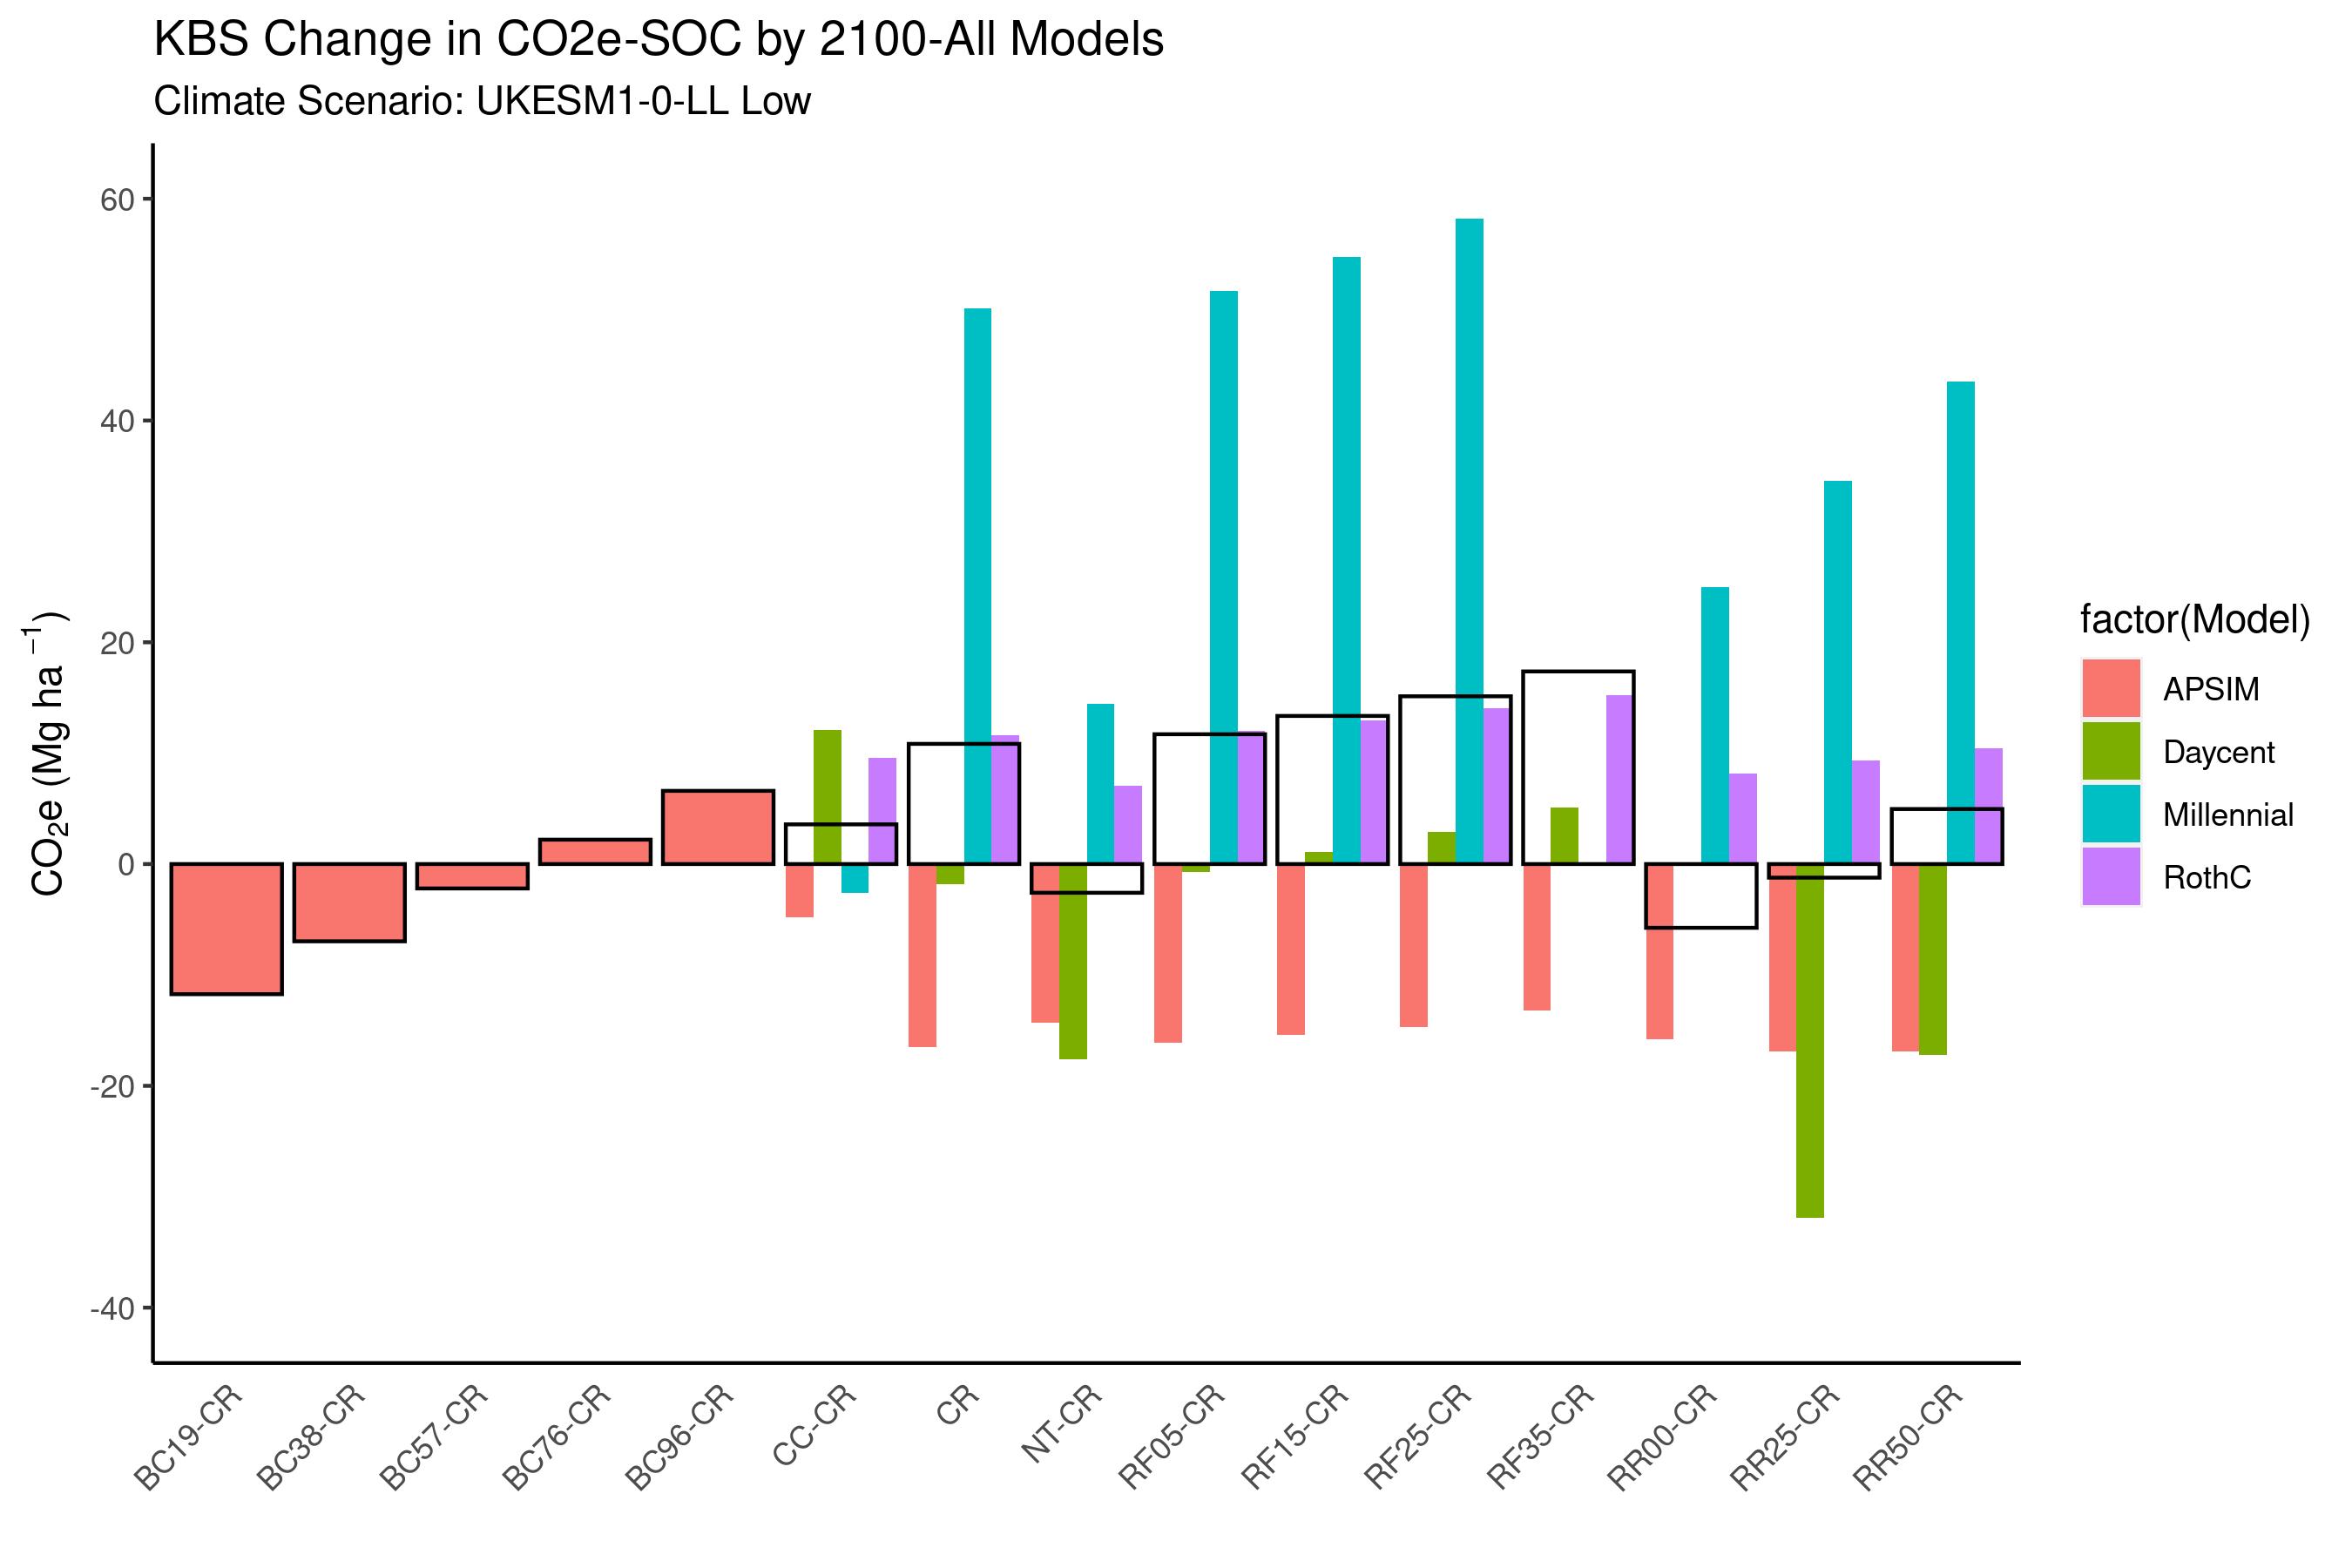 KBS Change in CO2e-SOC by 2100-All Models
Climate Scenario: UKESM1-0-LL Low
CO₂e (Mg ha ⁻¹)
60
40
20
0
-20
-40
BC19-CR
BC38-CR
BC57-CR
BC76-CR
BC96-CR
CC-CR
CR
NT-CR
RF05-CR
RF15-CR
RF25-CR
RF35-CR
RR00-CR
RR25-CR
RR50-CR
factor(Model)
APSIM
Daycent
Millennial
RothC